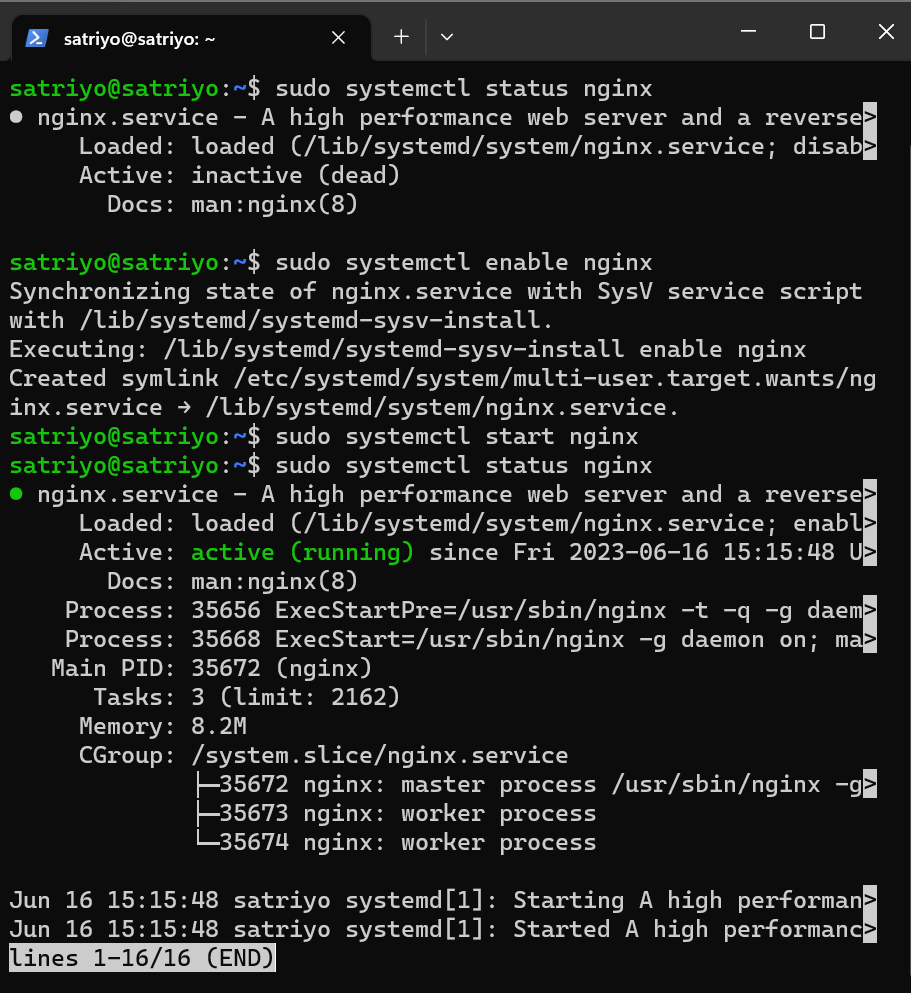 satriyo@satriyo: ~
satriyo@satriyo:~$ sudo systemctl status nginx
● nginx.service - A high performance web server and a reverse>
Loaded: loaded (/lib/systemd/system/nginx.service; disab>
Active: inactive (dead)
Docs: man:nginx(8)
satriyo@satriyo:~$ sudo systemctl enable nginx
Synchronizing state of nginx.service with SysV service script
with /lib/systemd/systemd-sysv-install.
Executing: /lib/systemd/systemd-sysv-install enable nginx
Created symlink /etc/systemd/system/multi-user.target.wants/ng
inx.service → /lib/systemd/system/nginx.service.
satriyo@satriyo:~$ sudo systemctl start nginx
satriyo@satriyo:~$ sudo systemctl status nginx
● nginx.service - A high performance web server and a reverse>
Loaded: loaded (/lib/systemd/system/nginx.service; enabl>
Active: active (running) since Fri 2023-06-16 15:15:48 U>
Docs: man:nginx(8)
Process: 35656 ExecStartPre=/usr/sbin/nginx -t -q -g daem>
Process: 35668 ExecStart=/usr/sbin/nginx -g daemon on; ma>
Main PID: 35672 (nginx)
Tasks: 3 (limit: 2162)
Memory: 8.2M
CGroup: /system.slice/nginx.service
├─35672 nginx: master process /usr/sbin/nginx -g>
├─35673 nginx: worker process
└─35674 nginx: worker process
Jun 16 15:15:48 satriyo systemd[1]: Starting A high performan>
Jun 16 15:15:48 satriyo systemd[1]: Started A high performanc>
lines 1-16/16 (END)